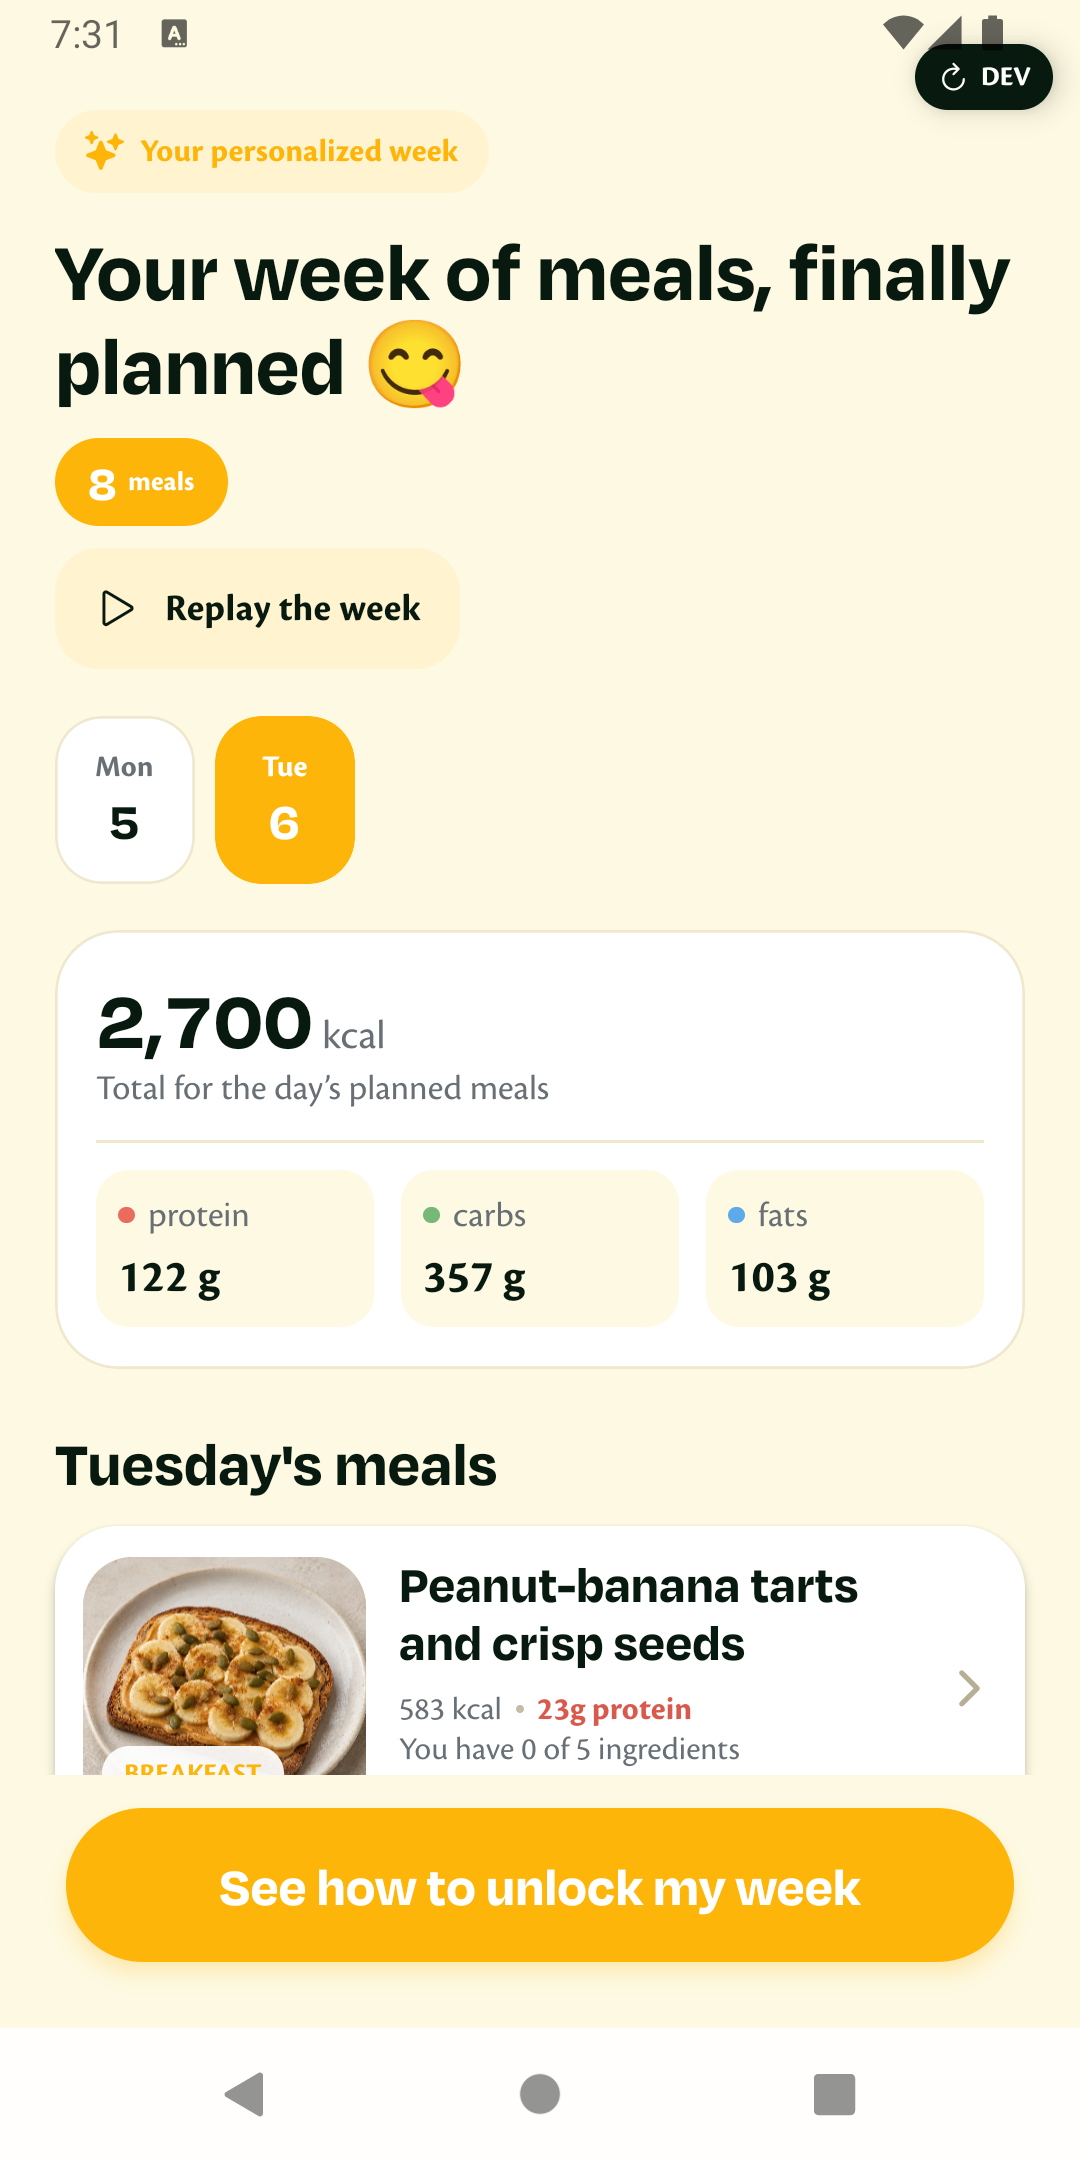 7:31
DEV
Your personalized week
Your week of meals, finally
planned 😋
8 meals
Replay the week
Mon
5
Tue
6
2,700 kcal
Total for the day’s planned meals
protein
122 g
carbs
357 g
fats
103 g
Tuesday's meals
Peanut-banana tarts
and crisp seeds
583 kcal • 23g protein
You have 0 of 5 ingredients
BREAKFAST
See how to unlock my week